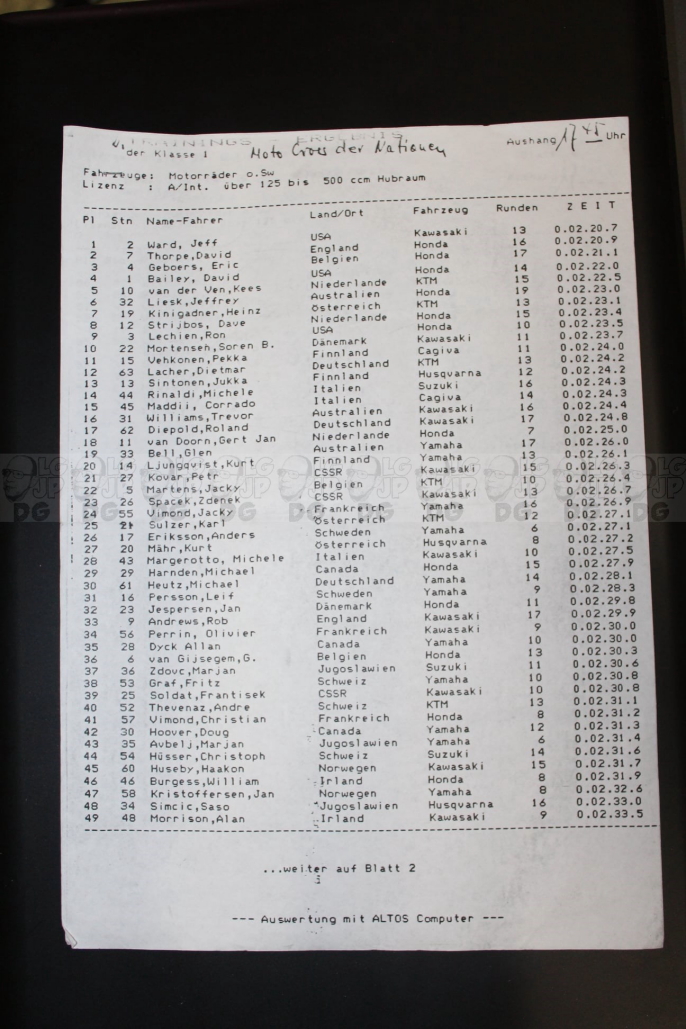 TRAININGS - ERGEBNIS
der Klasse 1 Moto Cross der Nationen Aushang 17 45 Uhr
Fahrzeuge: Motorräder o.Sw
Lizenz : A/Int. über 125 bis 500 ccm Hubraum
Pl Stn Name-Fahrer Land/Ort Fahrzeug Runden Z E I T
1 2 Ward, Jeff USA Kawasaki 13 0.02.20.7
2 7 Thorpe,David England Honda 16 0.02.20.9
3 4 Geboers, Eric Belgien Honda 17 0.02.21.1
4 1 Bailey, David USA Honda 14 0.02.22.0
5 10 van der Ven,Kees Niederlande KTM 15 0.02.22.5
6 32 Liesk,Jeffrey Australien Honda 19 0.02.23.0
7 19 Kinigadner,Heinz österreich KTM 13 0.02.23.1
8 12 Strijbos, Dave Niederlande Honda 15 0.02.23.4
9 3 Lechien,Ron USA Honda 10 0.02.23.5
10 22 Mortensen,Soren B. Dänemark Kawasaki 11 0.02.23.7
11 15 Vehkonen,Pekka Finnland Cagiva 11 0.02.24.0
12 63 Lacher,Dietmar Deutschland KTM 13 0.02.24.2
13 13 Sintonen,Jukka Finnland Husqvarna 12 0.02.24.2
14 44 Rinaldi,Michele Italien Suzuki 16 0.02.24.3
15 45 Maddii, Corrado Italien Cagiva 14 0.02.24.3
16 31 Williams,Trevor Australien Kawasaki 16 0.02.24.4
17 62 Diepold,Roland Deutschland Kawasaki 17 0.02.24.8
18 11 van Doorn,Gert Jan Niederlande Honda 7 0.02.25.0
19 33 Bell,Glen Australien Yamaha 17 0.02.26.0
20 14 Ljungqvist,Kurt Finnland Yamaha 13 0.02.26.1
21 27 Kovar,Petr CSSR Kawasaki 15 0.02.26.3
22 5 Martens,Jacky Belgien KTM 10 0.02.26.4
23 26 Spacek,Zdenek CSSR Kawasaki 13 0.02.26.7
24 55 Vimond,Jacky Frankreich Yamaha 16 0.02.26.9
25 21 Sulzer,Karl österreich KTM 12 0.02.27.1
26 17 Eriksson,Anders Schweden Yamaha 6 0.02.27.1
27 20 Mähr,Kurt österreich Husqvarna 8 0.02.27.2
28 43 Margerotto, Michele Italien Kawasaki 10 0.02.27.5
29 29 Harnden,Michael Canada Honda 15 0.02.27.9
30 61 Heutz,Michael Deutschland Yamaha 14 0.02.28.1
31 16 Persson,Leif Schweden Yamaha 9 0.02.28.3
32 23 Jespersen,Jan Dänemark Honda 11 0.02.29.8
33 9 Andrews,Rob England Kawasaki 17 0.02.29.9
34 56 Perrin, Olivier Frankreich Kawasaki 9 0.02.30.0
35 28 Dyck Allan Canada Yamaha 10 0.02.30.0
36 6 van Gijsegem,G. Belgien Honda 13 0.02.30.3
37 36 Zdovc,Marjan Jugoslawien Suzuki 11 0.02.30.6
38 53 Graf,Fritz Schweiz Yamaha 10 0.02.30.8
39 25 Soldat,Frantisek CSSR Kawasaki 10 0.02.30.8
40 52 Thevenaz,Andre Schweiz KTM 13 0.02.31.1
41 57 Vimond,Christian Frankreich Honda 8 0.02.31.2
42 30 Hoover,Doug Canada Yamaha 12 0.02.31.3
43 35 Avbelj,Marjan Jugoslawien Yamaha 6 0.02.31.4
44 54 Hüsser,Christoph Schweiz Suzuki 14 0.02.31.6
45 60 Huseby,Haakon Norwegen Kawasaki 15 0.02.31.7
46 46 Burgess,William Irland Honda 8 0.02.31.9
47 58 Kristoffersen,Jan Norwegen Yamaha 8 0.02.32.6
48 34 Simcic,Saso Jugoslawien Husqvarna 16 0.02.33.0
49 48 Morrison,Alan Irland Kawasaki 9 0.02.33.5
...weiter auf Blatt 2
--- Auswertung mit ALTOS Computer ---